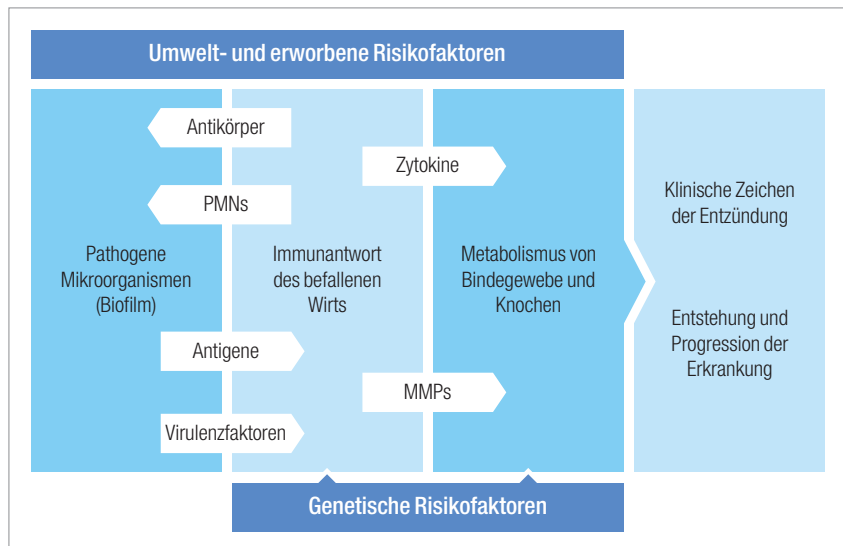 Umwelt- und erworbene Risikofaktoren
Antikörper
PMNs
Pathogene
Mikroorganismen
(Biofilm)
Antigene
Virulenzfaktoren
Immunantwort
des befallenen
Wirts
Zytokine
MMPs
Metabolismus von
Bindegewebe und
Knochen
Klinische Zeichen
der Entzündung
Entstehung und
Progression der
Erkrankung
Genetische Risikofaktoren